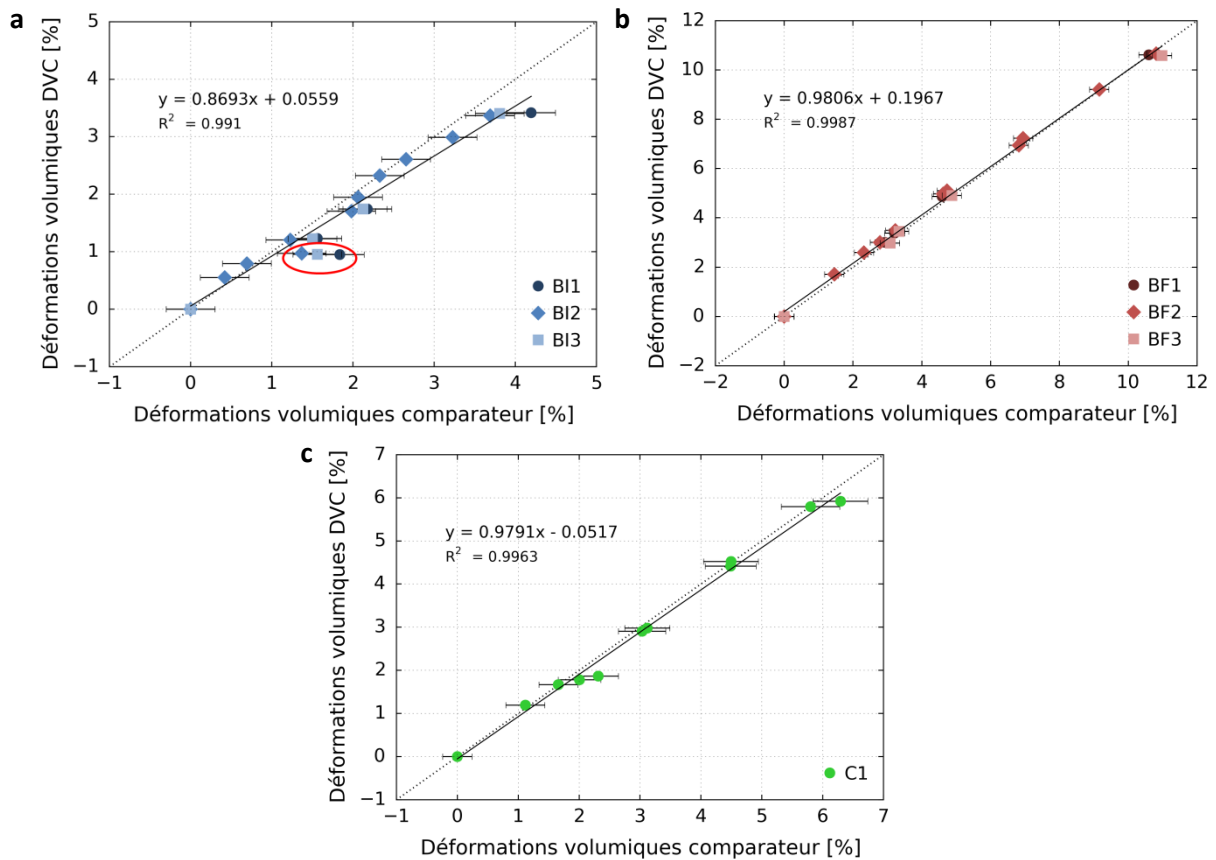 a
Déformations volumiques DVC [%]
5
4
3
2
1
0
−1
y = 0.8693x + 0.0559
R² = 0.991
BI1
BI2
BI3
−1 0 1 2 3 4 5
Déformations volumiques comparateur [%]
b
Déformations volumiques DVC [%]
12
10
8
6
4
2
0
−2
y = 0.9806x + 0.1967
R² = 0.9987
BF1
BF2
BF3
−2 0 2 4 6 8 10 12
Déformations volumiques comparateur [%]
c
Déformations volumiques DVC [%]
7
6
5
4
3
2
1
0
−1
y = 0.9791x - 0.0517
R² = 0.9963
C1
−1 0 1 2 3 4 5 6 7
Déformations volumiques comparateur [%]